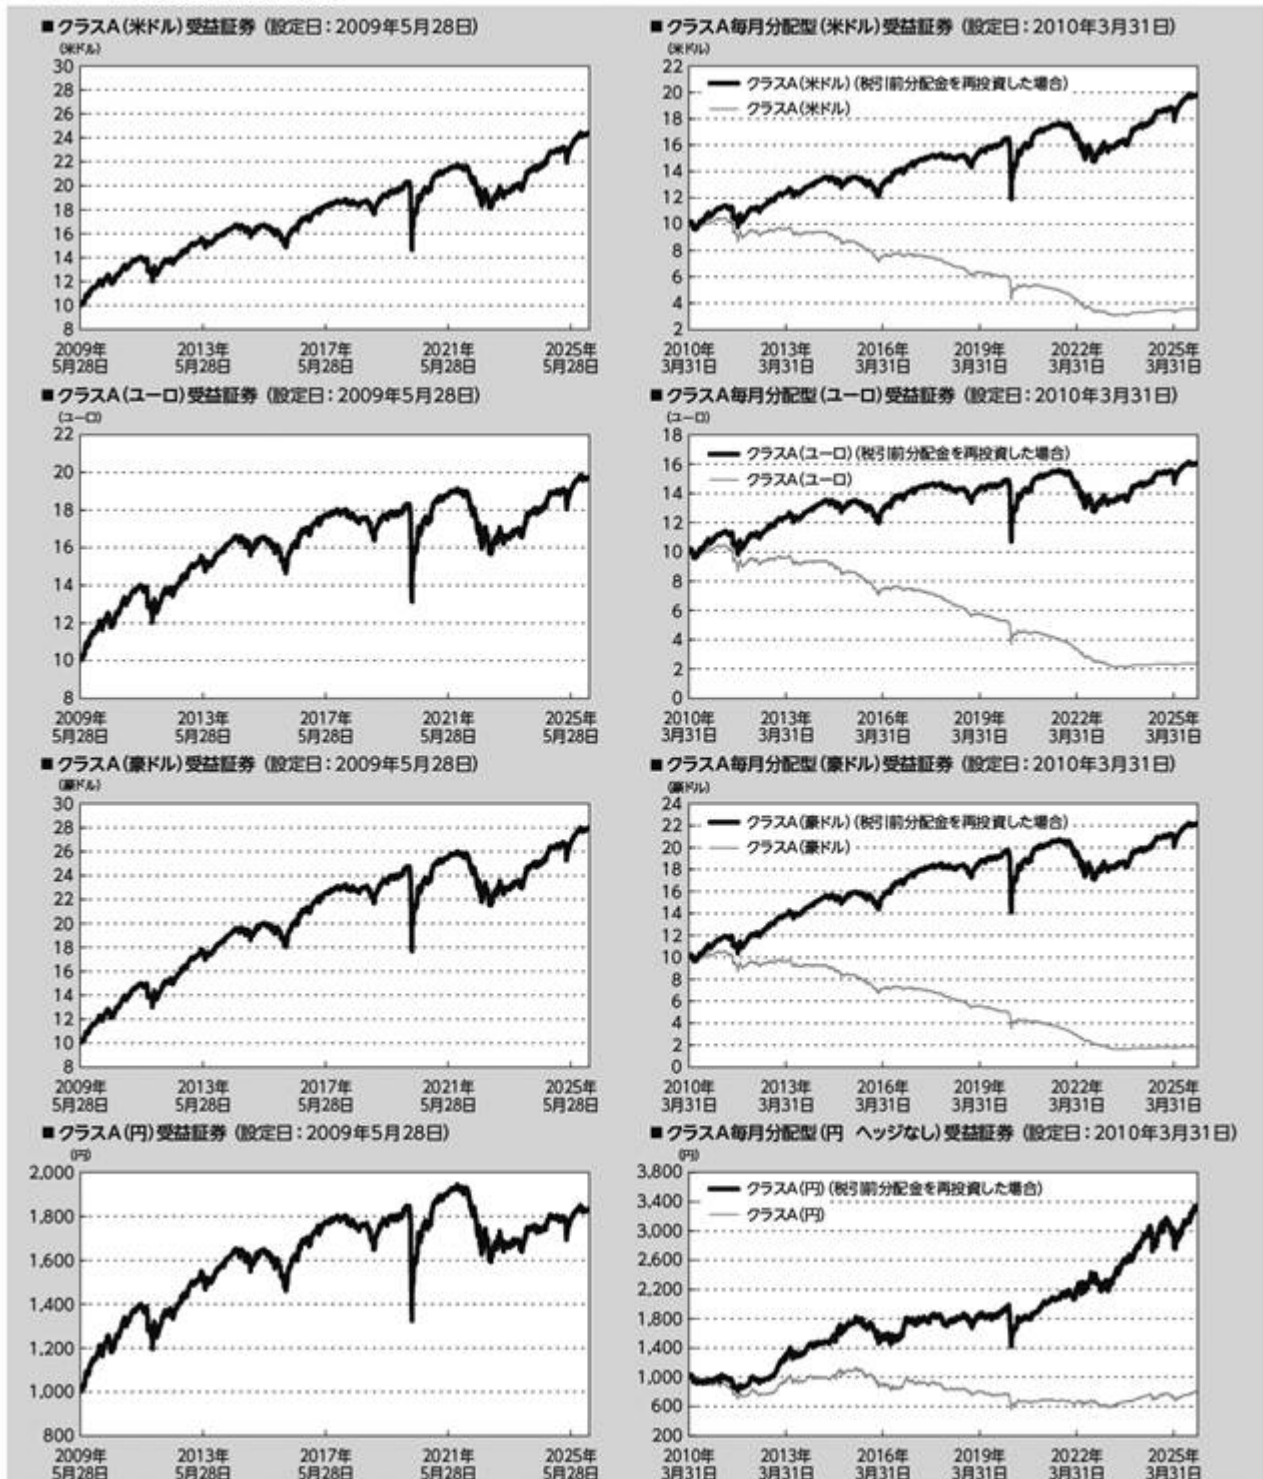 ■ クラスA(米ドル)受益証券 (設定日:2009年5月28日)
(米ドル)
30
28
26
24
22
20
18
16
14
12
10
8
2009年 2013年 2017年 2021年 2025年
5月28日 5月28日 5月28日 5月28日 5月28日
■ クラスA毎月分配型(米ドル)受益証券 (設定日:2010年3月31日)
(米ドル)
クラスA(米ドル)(税引前分配金を再投資した場合)
クラスA(米ドル)
22
20
18
16
14
12
10
8
6
4
2
2010年 2013年 2016年 2019年 2022年 2025年
3月31日 3月31日 3月31日 3月31日 3月31日 3月31日
■ クラスA(ユーロ)受益証券 (設定日:2009年5月28日)
(ユーロ)
22
20
18
16
14
12
10
8
2009年 2013年 2017年 2021年 2025年
5月28日 5月28日 5月28日 5月28日 5月28日
■ クラスA毎月分配型(ユーロ)受益証券 (設定日:2010年3月31日)
(ユーロ)
クラスA(ユーロ)(税引前分配金を再投資した場合)
クラスA(ユーロ)
18
16
14
12
10
8
6
4
2
0
2010年 2013年 2016年 2019年 2022年 2025年
3月31日 3月31日 3月31日 3月31日 3月31日 3月31日
■ クラスA(豪ドル)受益証券 (設定日:2009年5月28日)
(豪ドル)
30
28
26
24
22
20
18
16
14
12
10
8
2009年 2013年 2017年 2021年 2025年
5月28日 5月28日 5月28日 5月28日 5月28日
■ クラスA毎月分配型(豪ドル)受益証券 (設定日:2010年3月31日)
(豪ドル)
クラスA(豪ドル)(税引前分配金を再投資した場合)
クラスA(豪ドル)
24
22
20
18
16
14
12
10
8
6
4
2
0
2010年 2013年 2016年 2019年 2022年 2025年
3月31日 3月31日 3月31日 3月31日 3月31日 3月31日
■ クラスA(円)受益証券 (設定日:2009年5月28日)
(円)
2,000
1,800
1,600
1,400
1,200
1,000
800
2009年 2013年 2017年 2021年 2025年
5月28日 5月28日 5月28日 5月28日 5月28日
■ クラスA毎月分配型(円 ヘッジなし)受益証券 (設定日:2010年3月31日)
(円)
クラスA(円)(税引前分配金を再投資した場合)
クラスA(円)
3,800
3,400
3,000
2,600
2,200
1,800
1,400
1,000
600
200
2010年 2013年 2016年 2019年 2022年 2025年
3月31日 3月31日 3月31日 3月31日 3月31日 3月31日